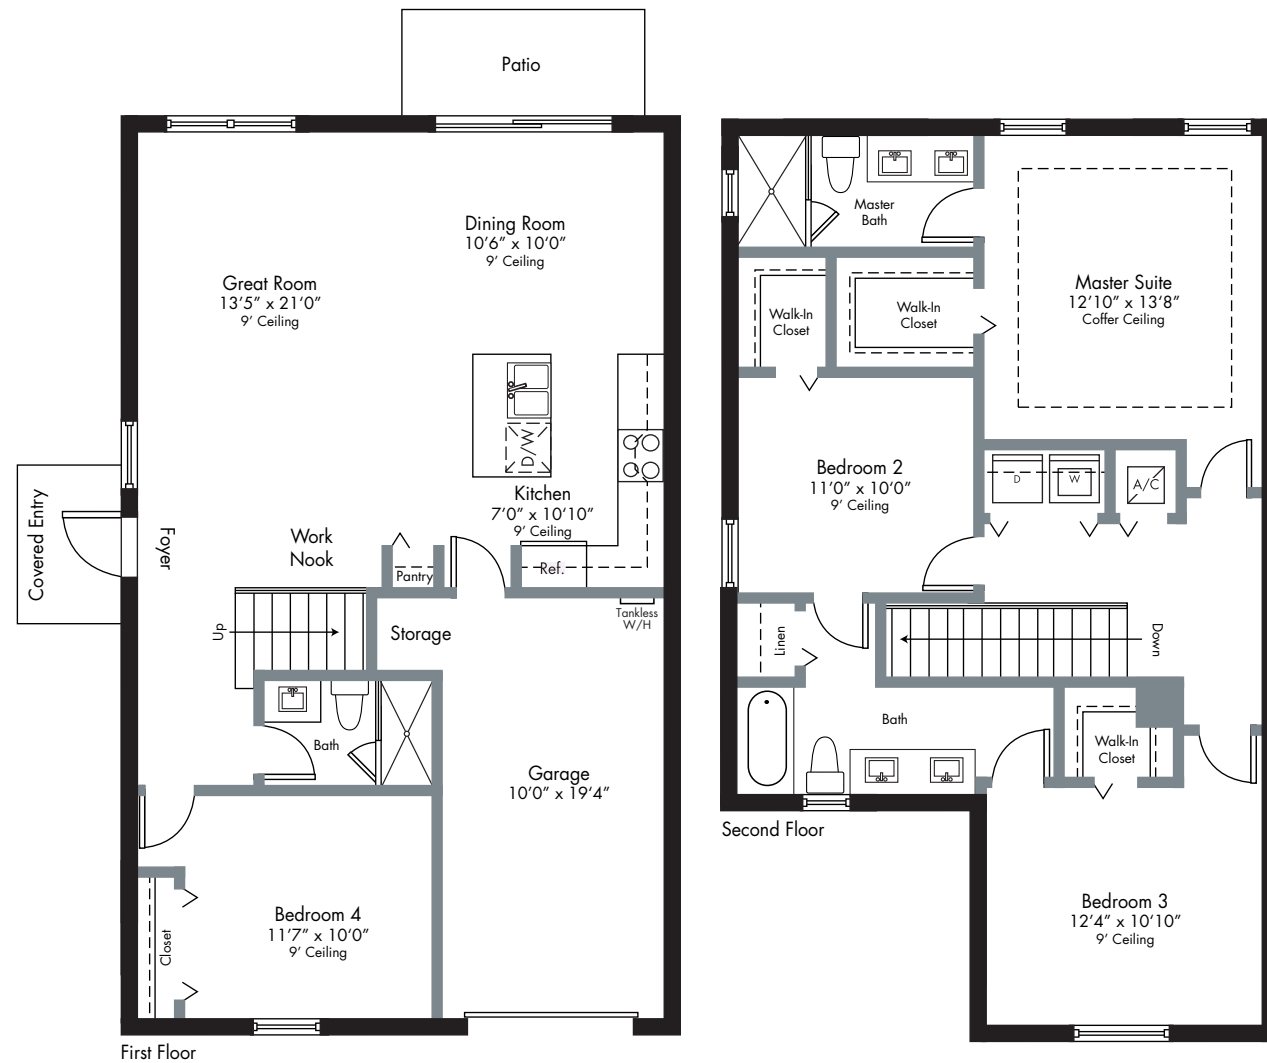 Patio
Dining Room
10'6" x 10'0"
9' Ceiling
Great Room
13'5" x 21'0"
9' Ceiling
D/W
Kitchen
7'0" x 10'10"
9' Ceiling
Covered Entry
Foyer
Work
Nook
Pantry
Ref.
Tankless
W/H
Up
Storage
Bath
Garage
10'0" x 19'4"
Bedroom 4
11'7" x 10'0"
9' Ceiling
Closet
First Floor
Master
Bath
Master Suite
12'10" x 13'8"
Coffer Ceiling
Walk-In
Closet
Walk-In
Closet
Bedroom 2
11'0" x 10'0"
9' Ceiling
D
W
A/C
Linen
Down
Bath
Walk-In
Closet
Second Floor
Bedroom 3
12'4" x 10'10"
9' Ceiling